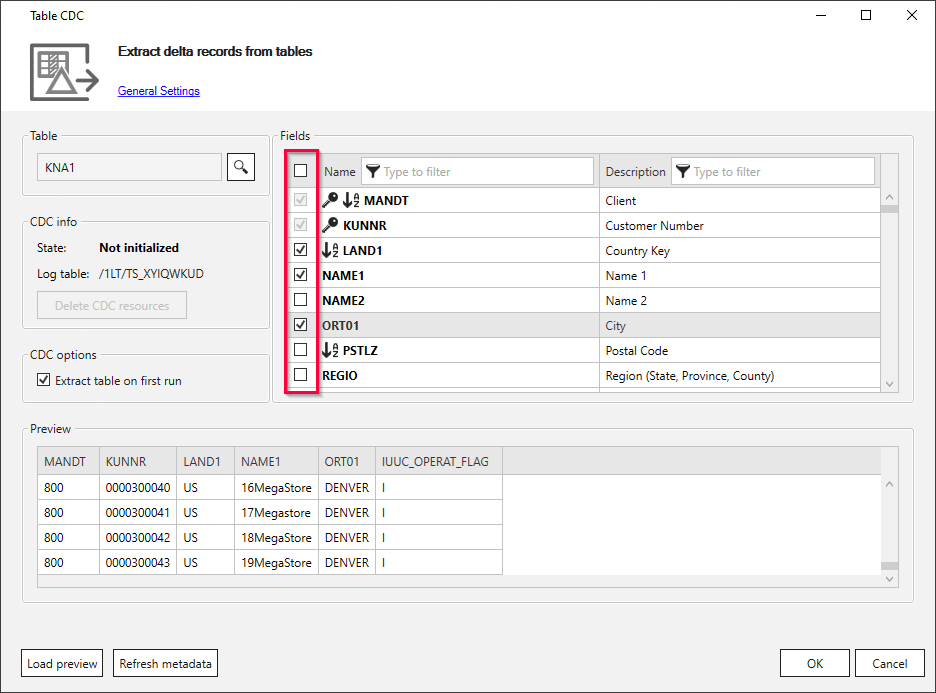 Table CDC
Extract delta records from tables
General Settings
Table
KNA1
CDC info
State: Not initialized
Log table: /1LT/TS_XYIQWKUD
Delete CDC resources
CDC options
Extract table on first run
Fields
Name Type to filter Description Type to filter
MANDT Client
KUNNR Customer Number
LAND1 Country Key
NAME1 Name 1
NAME2 Name 2
ORT01 City
PSTLZ Postal Code
REGIO Region (State, Province, County)
Preview
MANDT KUNNR LAND1 NAME1 ORT01 IUUC_OPERAT_FLAG
800 0000300040 US 16MegaStore DENVER I
800 0000300041 US 17Megastore DENVER I
800 0000300042 US 18MegaStore DENVER I
800 0000300043 US 19MegaStore DENVER I
Load preview Refresh metadata OK Cancel